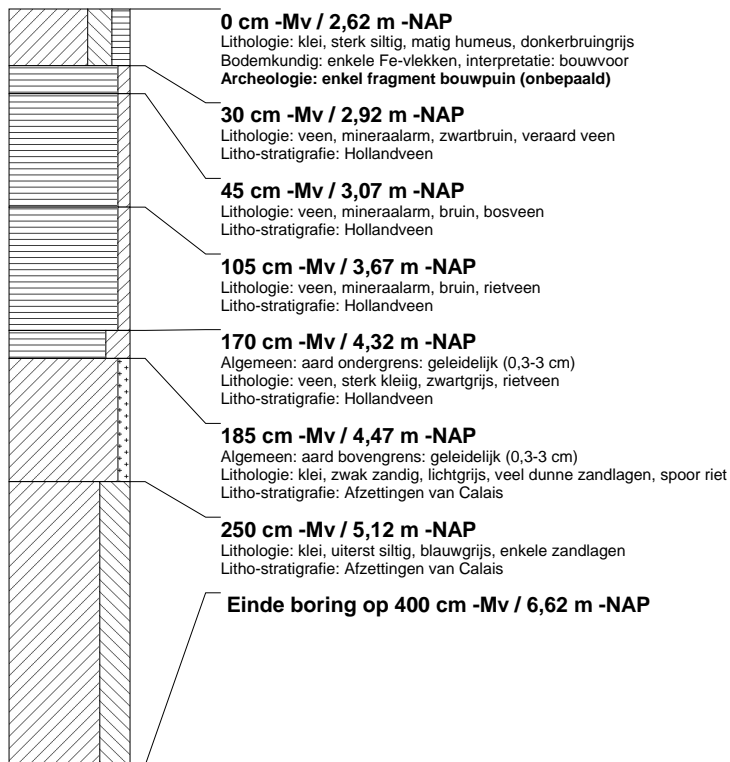 0 cm -Mv / 2,62 m -NAP
Lithologie: klei, sterk siltig, matig humeus, donkerbruingrijs
Bodemkundig: enkele Fe-vlekken, interpretatie: bouwvoor
Archeologie: enkel fragment bouwpuin (onbepaald)
30 cm -Mv / 2,92 m -NAP
Lithologie: veen, mineraalarm, zwartbruin, veraard veen
Litho-stratigrafie: Hollandveen
45 cm -Mv / 3,07 m -NAP
Lithologie: veen, mineraalarm, bruin, bosveen
Litho-stratigrafie: Hollandveen
105 cm -Mv / 3,67 m -NAP
Lithologie: veen, mineraalarm, bruin, rietveen
Litho-stratigrafie: Hollandveen
170 cm -Mv / 4,32 m -NAP
Algemeen: aard ondergrens: geleidelijk (0,3-3 cm)
Lithologie: veen, sterk kleiig, zwartgrijs, rietveen
Litho-stratigrafie: Hollandveen
185 cm -Mv / 4,47 m -NAP
Algemeen: aard bovengrens: geleidelijk (0,3-3 cm)
Lithologie: klei, zwak zandig, lichtgrijs, veel dunne zandlagen, spoor riet
Litho-stratigrafie: Afzettingen van Calais
250 cm -Mv / 5,12 m -NAP
Lithologie: klei, uiterst siltig, blauwgrijs, enkele zandlagen
Litho-stratigrafie: Afzettingen van Calais
Einde boring op 400 cm -Mv / 6,62 m -NAP